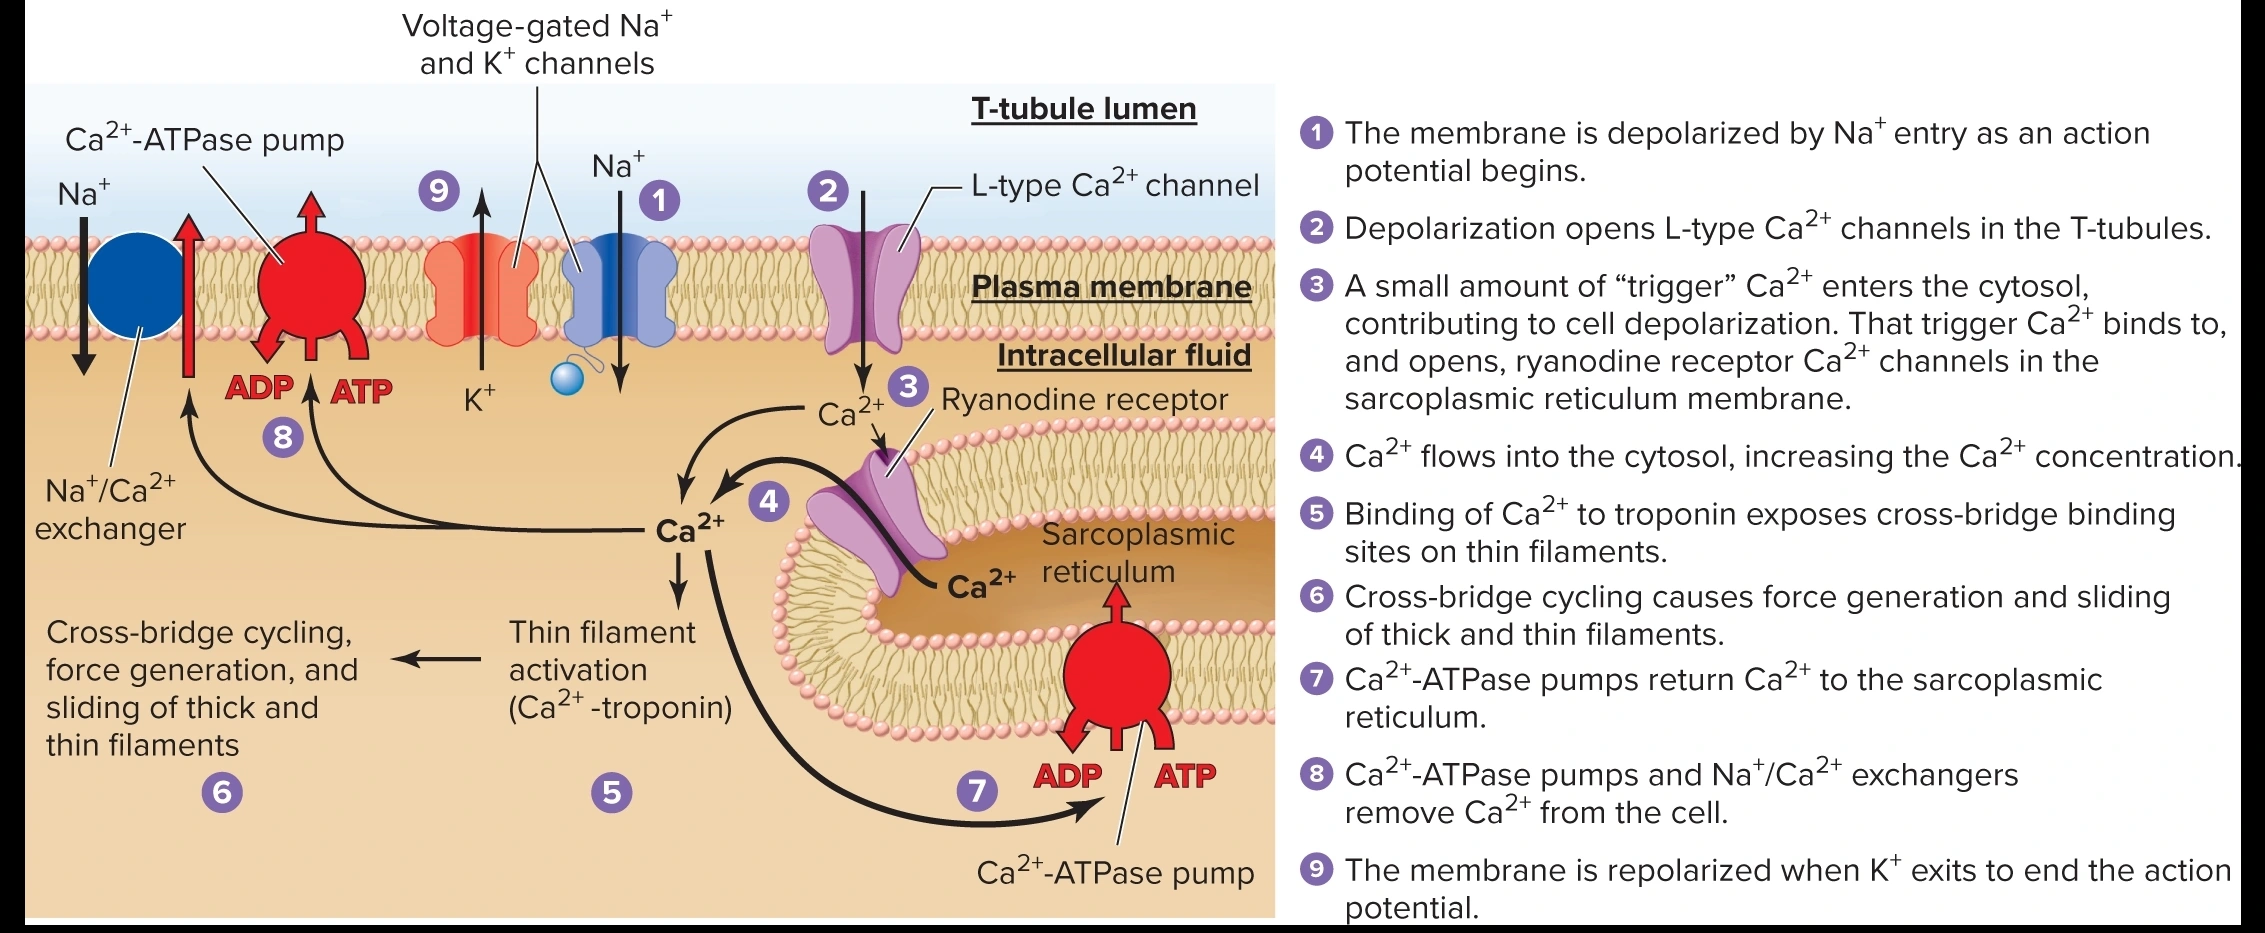 Voltage-gated Na⁺
and K⁺ channels
T-tubule lumen
Ca²⁺-ATPase pump
Na⁺
Na⁺
9
1
2
L-type Ca²⁺ channel
Plasma membrane
Intracellular fluid
ADP
ATP
K⁺
3
Ca²⁺
Ryanodine receptor
8
Na⁺/Ca²⁺
exchanger
4
Ca²⁺
Sarcoplasmic
reticulum
Ca²⁺
Cross-bridge cycling,
force generation, and
sliding of thick and
thin filaments
6
Thin filament
activation
(Ca²⁺ -troponin)
5
7
ADP
ATP
Ca²⁺-ATPase pump
1 The membrane is depolarized by Na⁺ entry as an action
potential begins.
2 Depolarization opens L-type Ca²⁺ channels in the T-tubules.
3 A small amount of “trigger” Ca²⁺ enters the cytosol,
contributing to cell depolarization. That trigger Ca²⁺ binds to,
and opens, ryanodine receptor Ca²⁺ channels in the
sarcoplasmic reticulum membrane.
4 Ca²⁺ flows into the cytosol, increasing the Ca²⁺ concentration.
5 Binding of Ca²⁺ to troponin exposes cross-bridge binding
sites on thin filaments.
6 Cross-bridge cycling causes force generation and sliding
of thick and thin filaments.
7 Ca²⁺-ATPase pumps return Ca²⁺ to the sarcoplasmic
reticulum.
8 Ca²⁺-ATPase pumps and Na⁺/Ca²⁺ exchangers
remove Ca²⁺ from the cell.
9 The membrane is repolarized when K⁺ exits to end the action
potential.